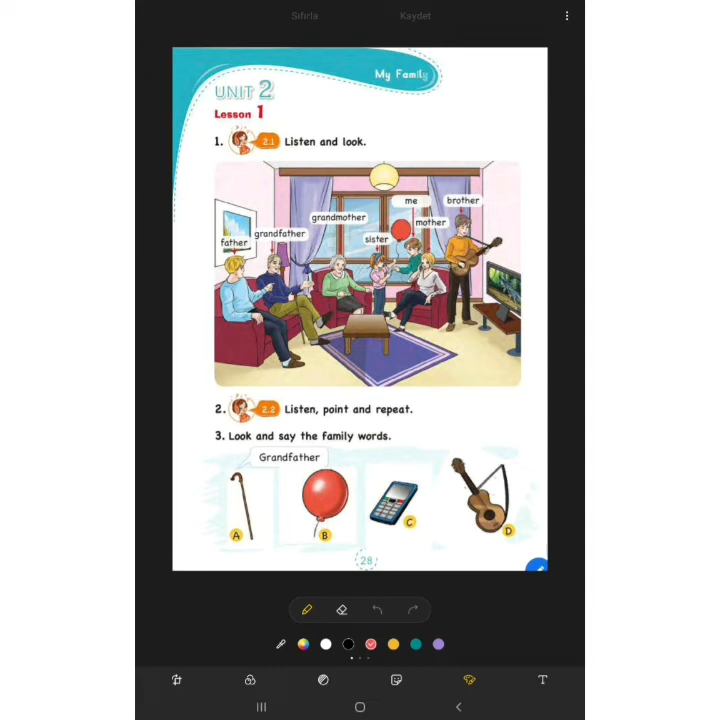 Sıfırla
Kaydet
My Family
UNIT 2
Lesson 1
1.
2.1
Listen and look.
me
brother
grandmother
mother
grandfather
sister
father
2.
2.2
Listen, point and repeat.
3. Look and say the family words.
Grandfather
A
B
C
D
28
T